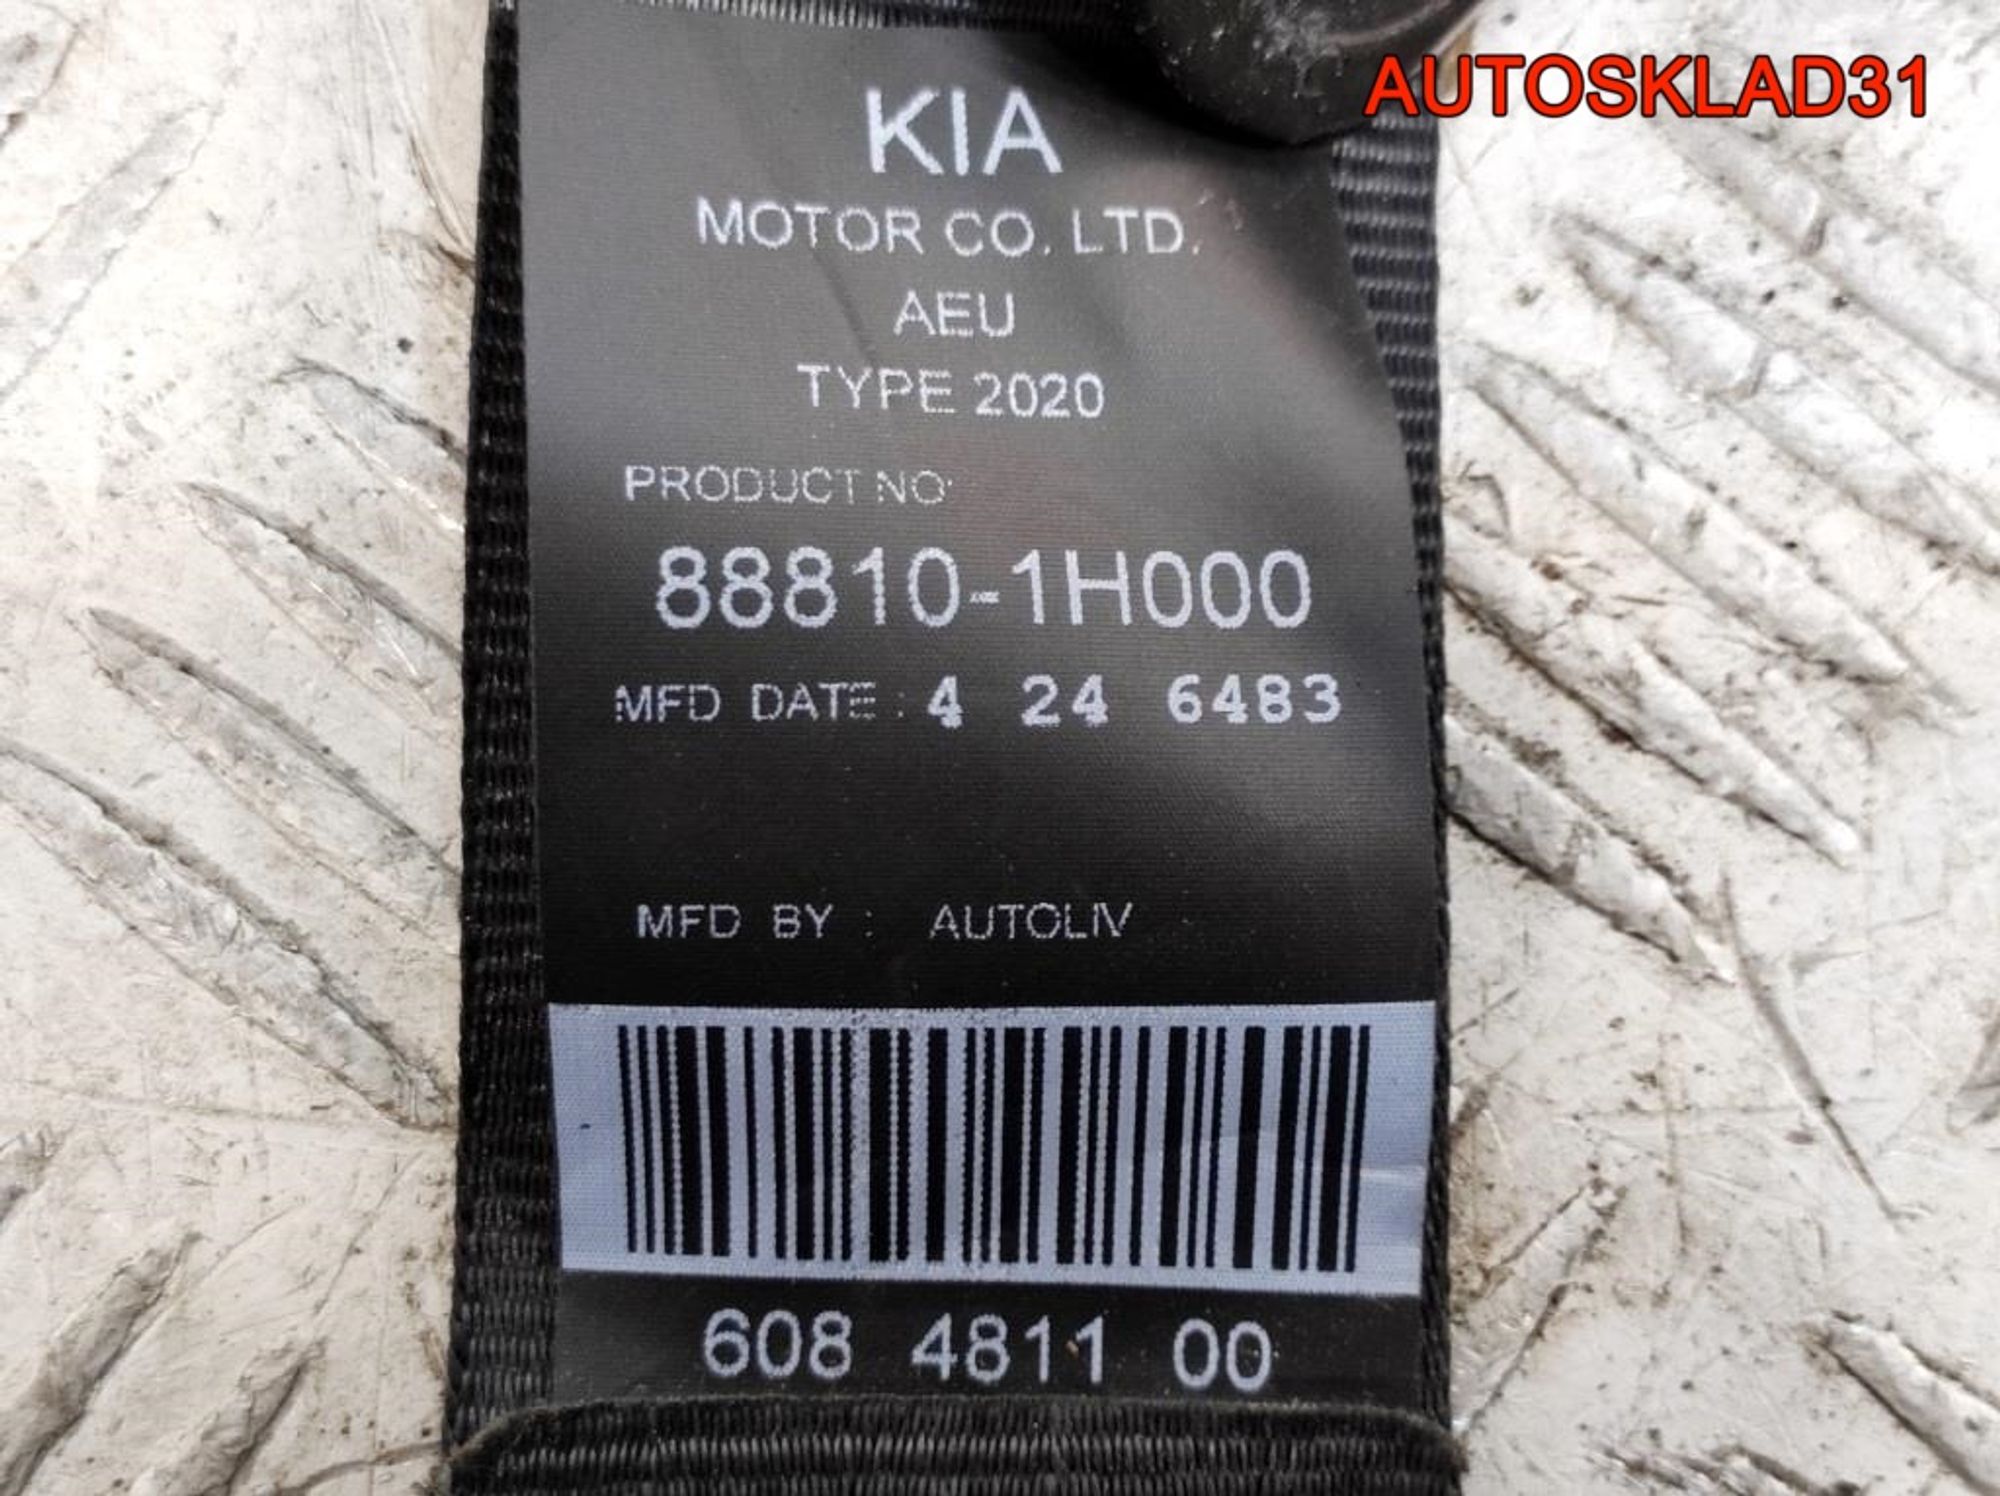 AUTOSKLAD31
KIA
MOTOR CO. LTD.
AEU
TYPE 2020
PRODUCT NO:
88810-1H000
MFD DATE : 4 24 6483
MFD BY : AUTOLIV
608 4811 00